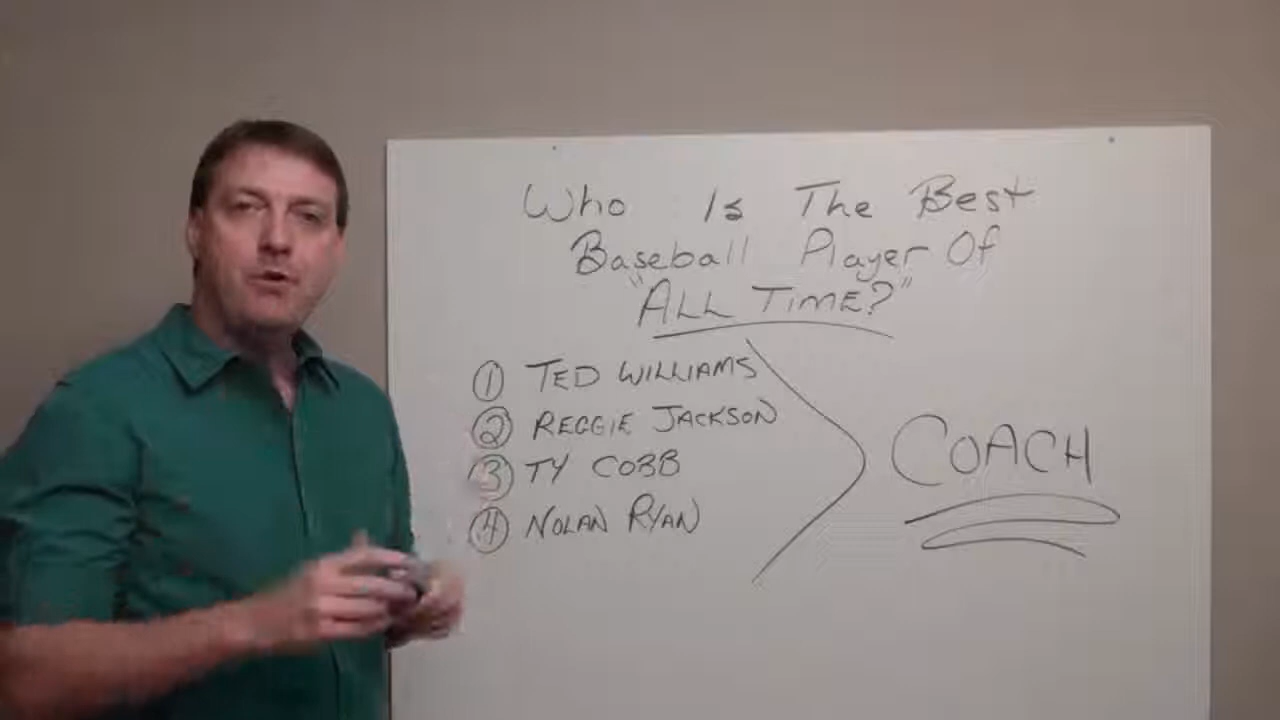 Who Is The Best
Baseball Player Of
"ALL TIME?"
① TED WILLIAMS
② REGGIE JACKSON
③ TY COBB
④ NOLAN RYAN
COACH